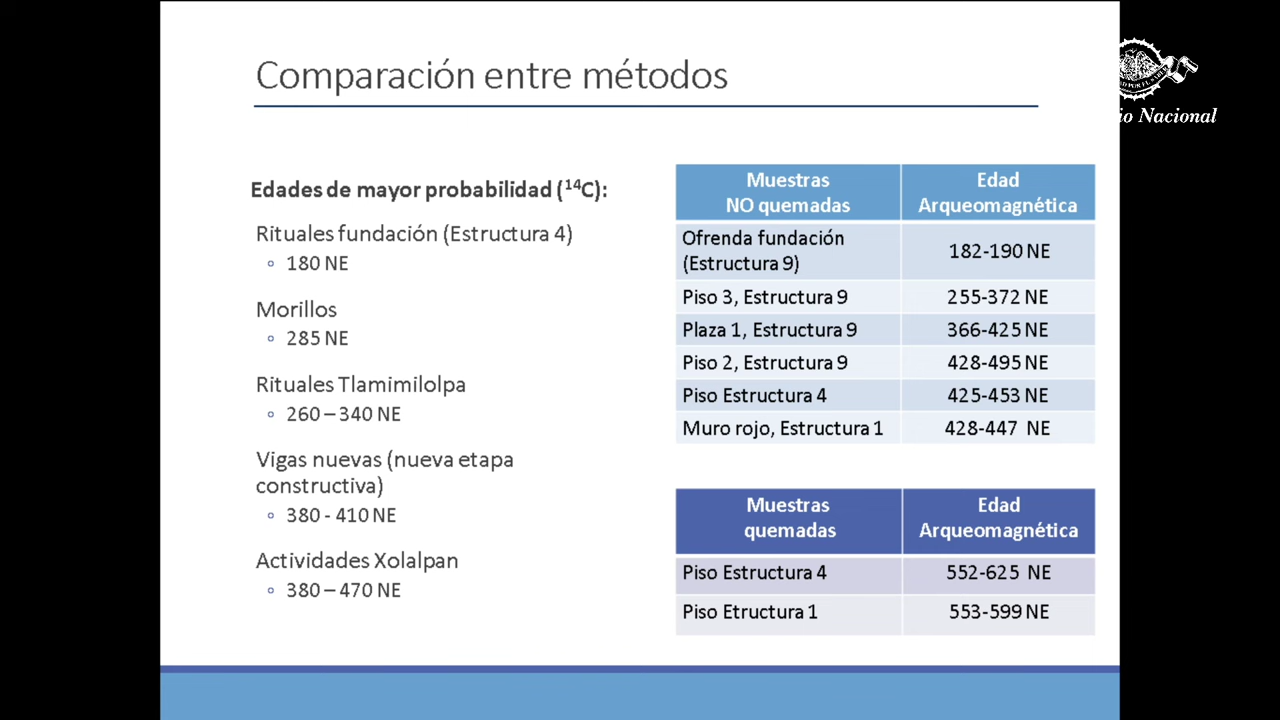 Comparación entre métodos
io Nacional
Edades de mayor probabilidad (¹⁴C):
Rituales fundación (Estructura 4)
180 NE
Morillos
285 NE
Rituales Tlamimilolpa
260 – 340 NE
Vigas nuevas (nueva etapa
constructiva)
380 - 410 NE
Actividades Xolalpan
380 – 470 NE
Muestras
NO quemadas
Edad
Arqueomagnética
Ofrenda fundación
(Estructura 9)
182-190 NE
Piso 3, Estructura 9
255-372 NE
Plaza 1, Estructura 9
366-425 NE
Piso 2, Estructura 9
428-495 NE
Piso Estructura 4
425-453 NE
Muro rojo, Estructura 1
428-447 NE
Muestras
quemadas
Edad
Arqueomagnética
Piso Estructura 4
552-625 NE
Piso Etructura 1
553-599 NE